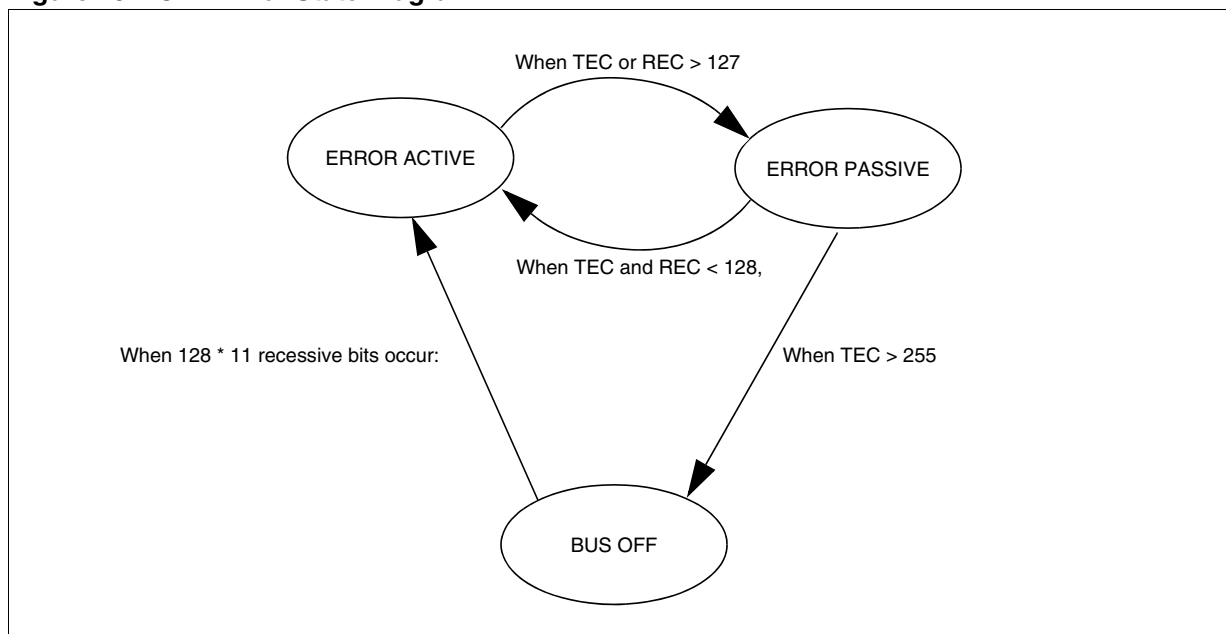 When TEC or REC > 127
ERROR ACTIVE
ERROR PASSIVE
When TEC and REC < 128,
When 128 * 11 recessive bits occur:
When TEC > 255
BUS OFF